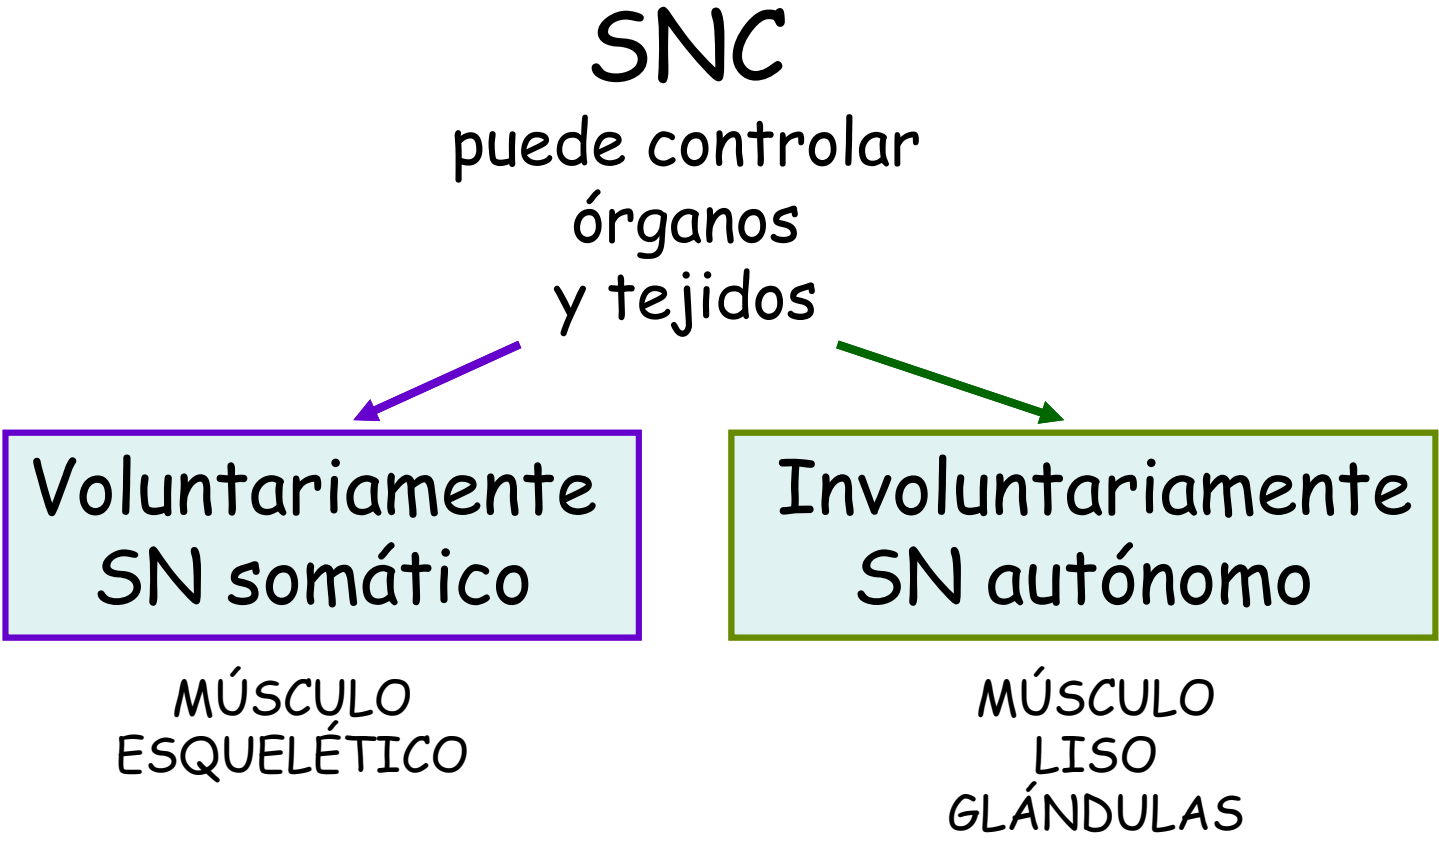 SNC
puede controlar
órganos
y tejidos
Voluntariamente
SN somático
MÚSCULO
ESQUELÉTICO
Involuntariamente
SN autónomo
MÚSCULO
LISO
GLÁNDULAS